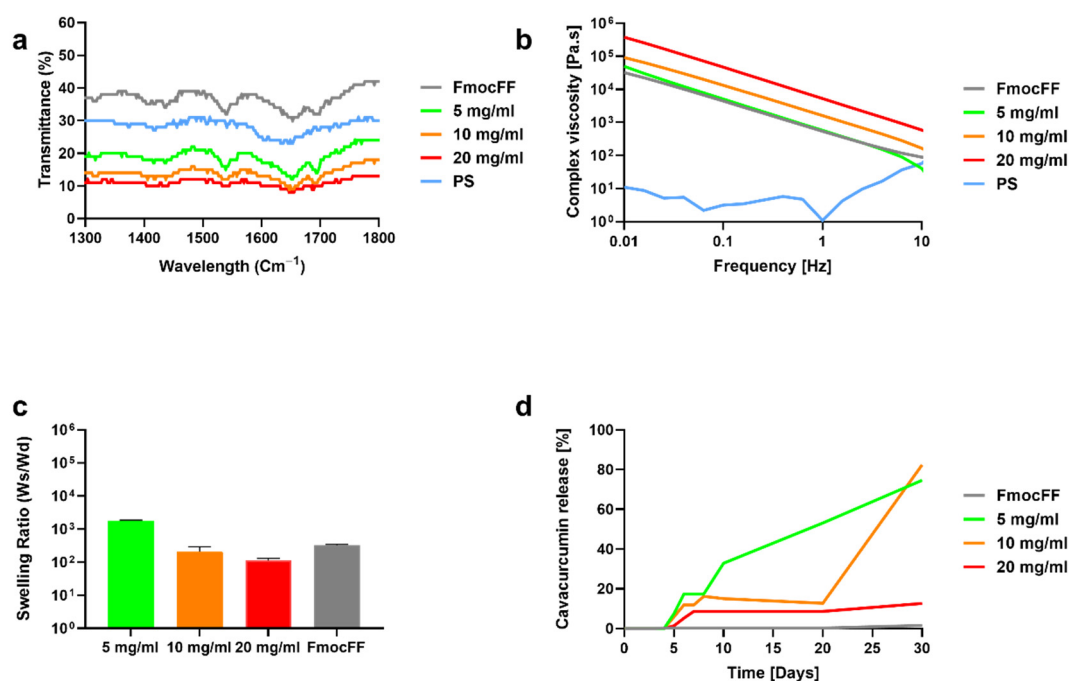 a
Transmittance (%)
60
50
40
30
20
10
0
1300
1400
1500
1600
1700
1800
Wavelength (Cm⁻¹)
FmocFF
PS
5 mg/ml
10 mg/ml
20 mg/ml
b
Complex viscosity [Pa.s]
10⁶
10⁵
10⁴
10³
10²
10¹
10⁰
0.01
0.1
1
10
Frequency [Hz]
FmocFF
5 mg/ml
10 mg/ml
20 mg/ml
PS
c
Swelling Ratio (Ws/Wd)
10⁶
10⁵
10⁴
10³
10²
10¹
10⁰
5 mg/ml
10 mg/ml
20 mg/ml
FmocFF
d
Cavacurcumin release [%]
100
80
60
40
20
0
0
5
10
15
20
25
30
Time [Days]
FmocFF
5 mg/ml
10 mg/ml
20 mg/ml